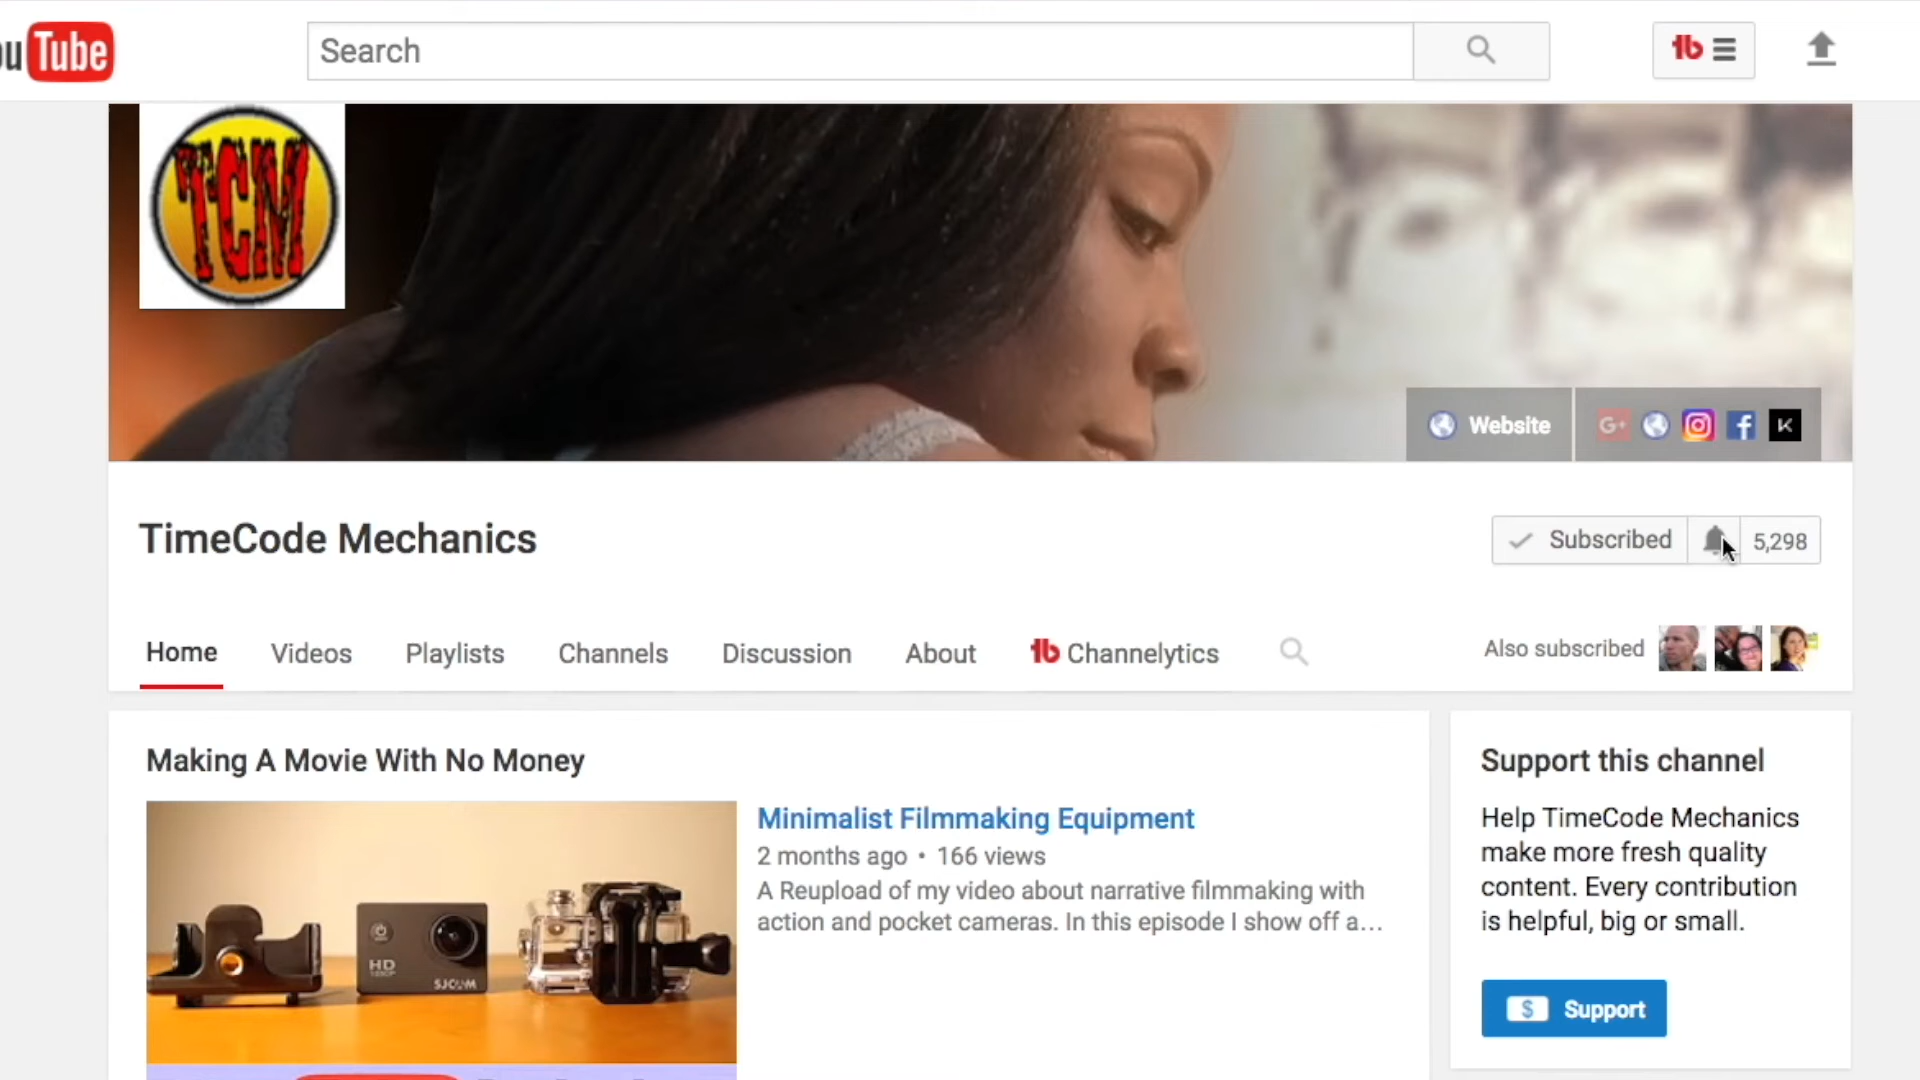 ouTube
Search
TCM
Website
G+
TimeCode Mechanics
Subscribed
5,298
Home
Videos
Playlists
Channels
Discussion
About
Channelytics
Also subscribed
Making A Movie With No Money
Minimalist Filmmaking Equipment
2 months ago • 166 views
A Reupload of my video about narrative filmmaking with
action and pocket cameras. In this episode I show off a...
HD
SJCAM
Support this channel
Help TimeCode Mechanics
make more fresh quality
content. Every contribution
is helpful, big or small.
$ Support